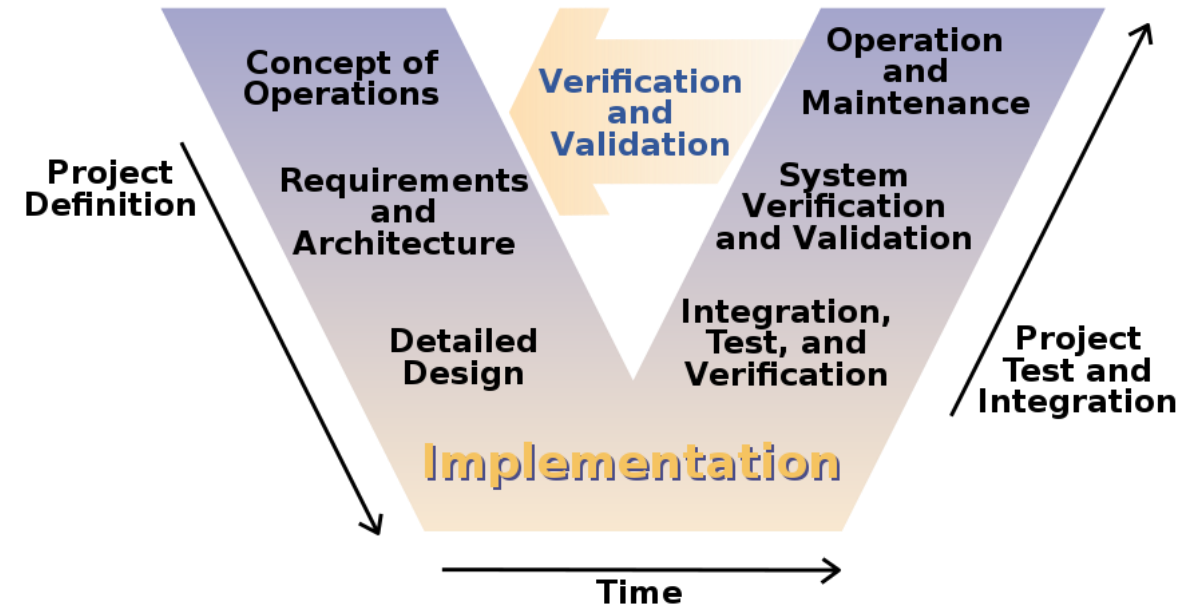 Concept of
Operations
Verification
and
Validation
Operation
and
Maintenance
Project
Definition
Requirements
and
Architecture
System
Verification
and Validation
Detailed
Design
Integration,
Test, and
Verification
Project
Test and
Integration
Implementation
Time